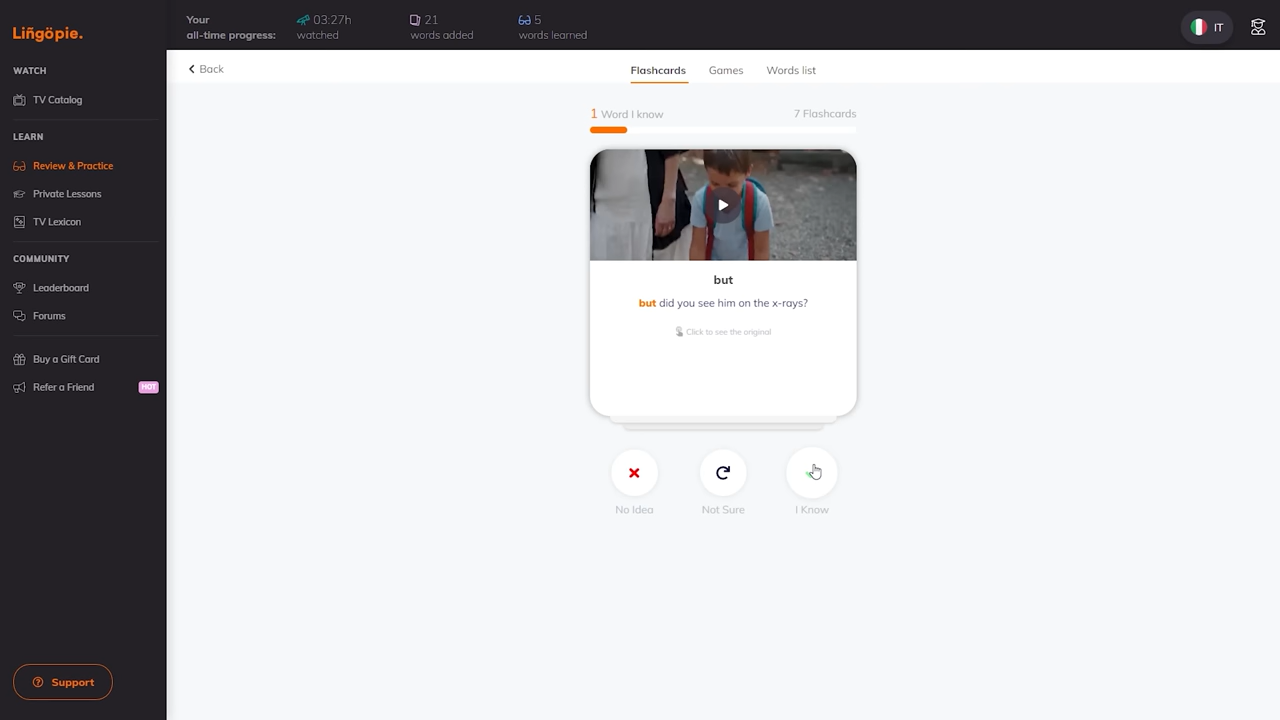 Liñgöpie.
Your
all-time progress:
03:27h
watched
21
words added
5
words learned
IT
WATCH
TV Catalog
LEARN
Review & Practice
Private Lessons
TV Lexicon
COMMUNITY
Leaderboard
Forums
Buy a Gift Card
Refer a Friend
HOT
Support
Back
Flashcards
Games
Words list
1 Word I know
7 Flashcards
but
but did you see him on the x-rays?
Click to see the original
No Idea
Not Sure
I Know